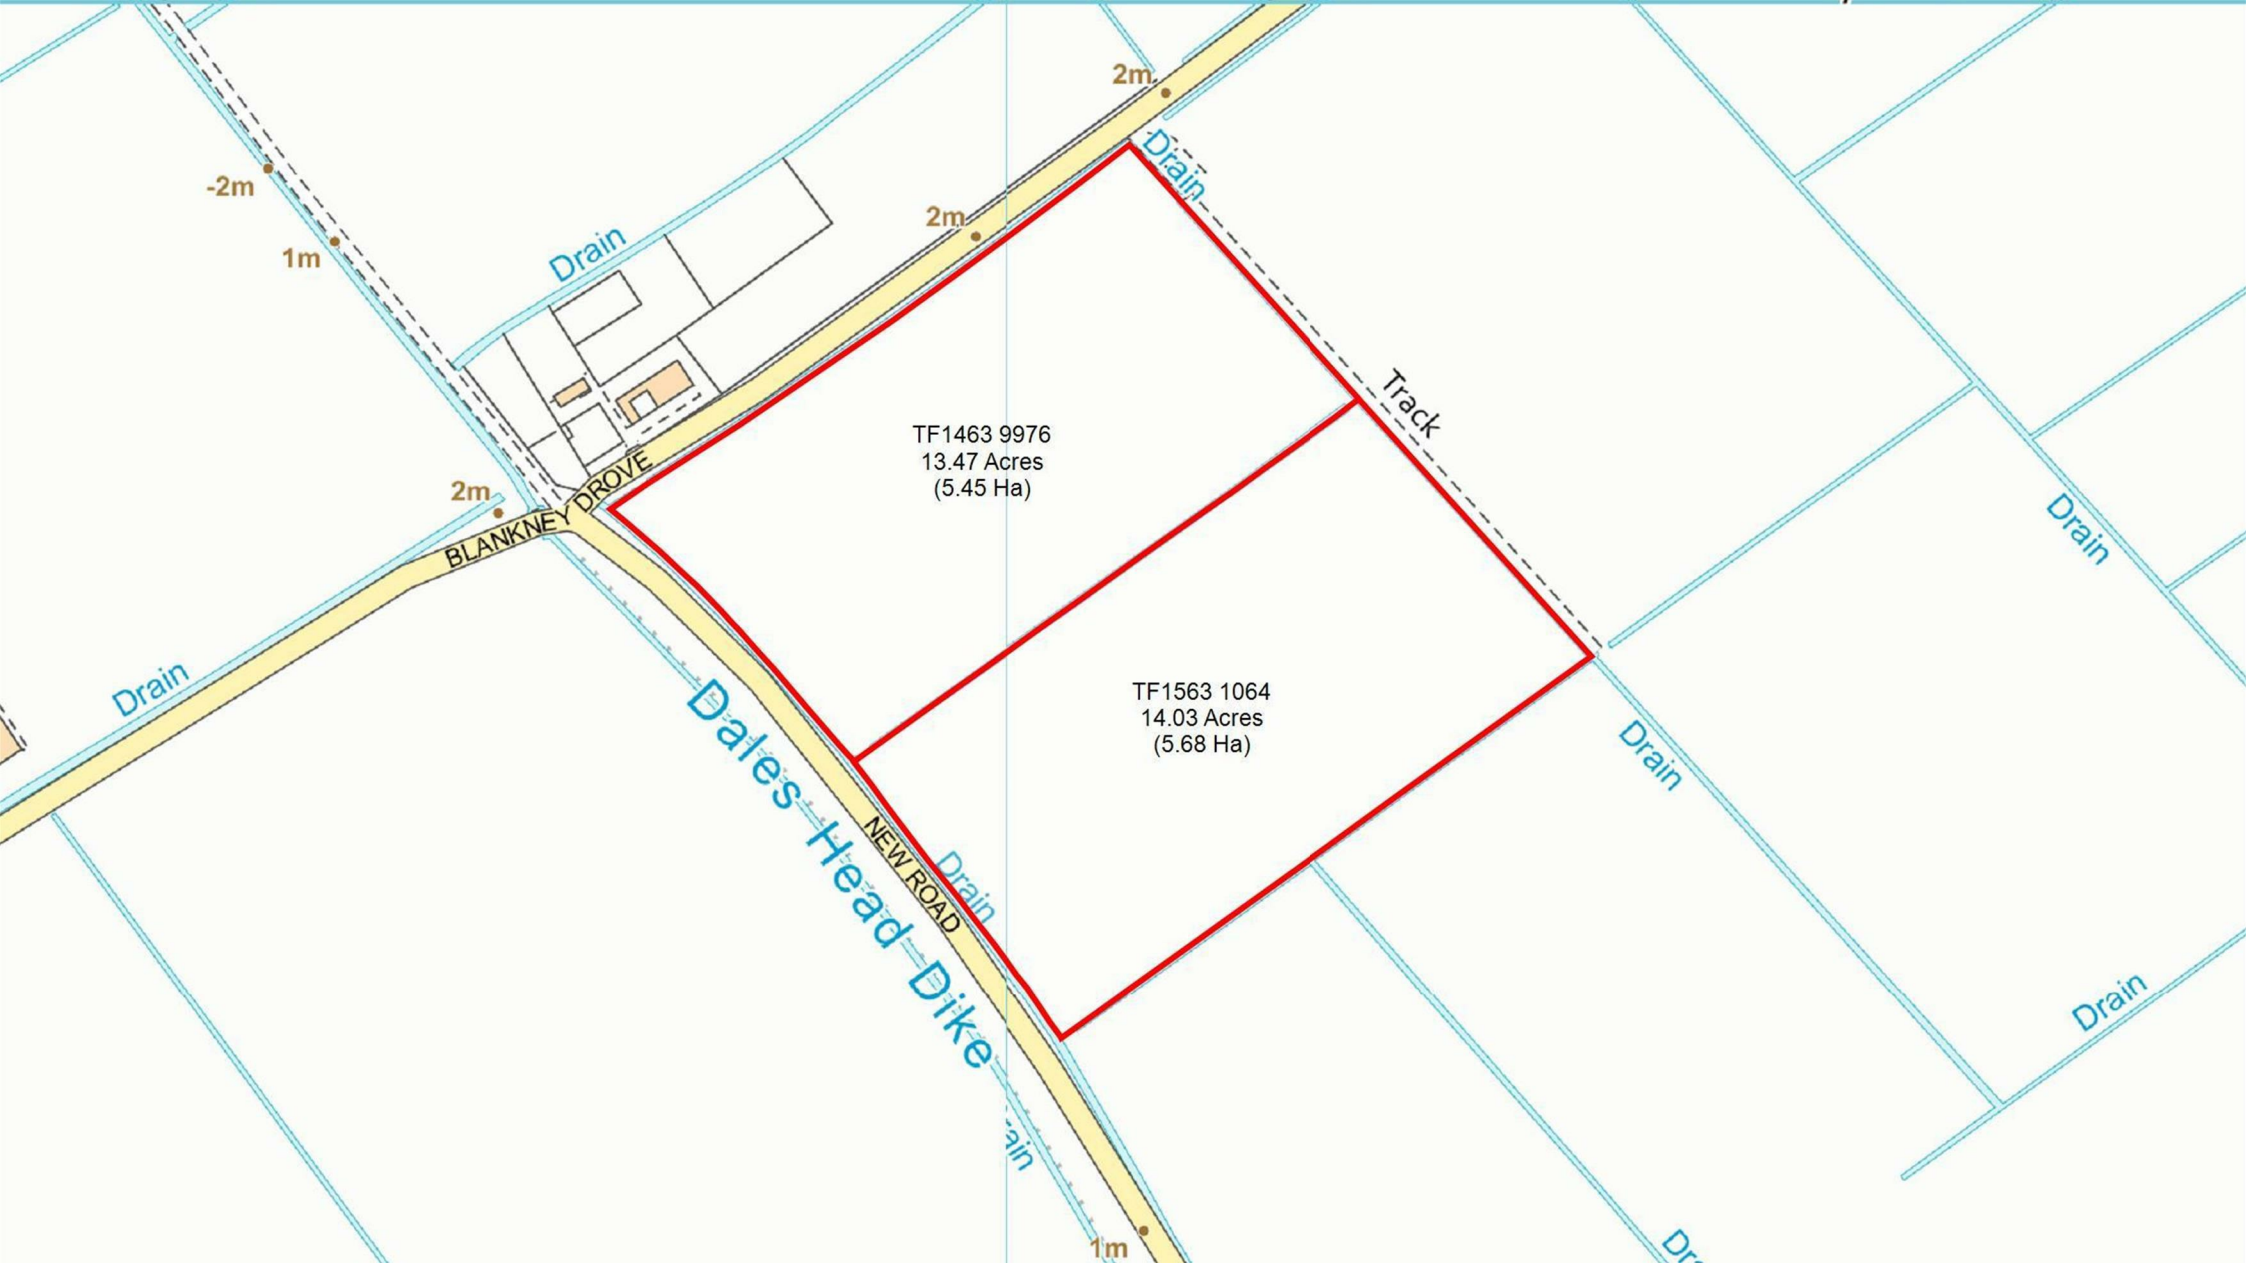 2m
Drain
-2m
2m
Drain
1m
Track
TF1463 9976
13.47 Acres
(5.45 Ha)
2m
BLANKNEY DROVE
Drain
Drain
TF1563 1064
14.03 Acres
(5.68 Ha)
Drain
Dales Head Dike
NEW ROAD
Drain
Drain
1m